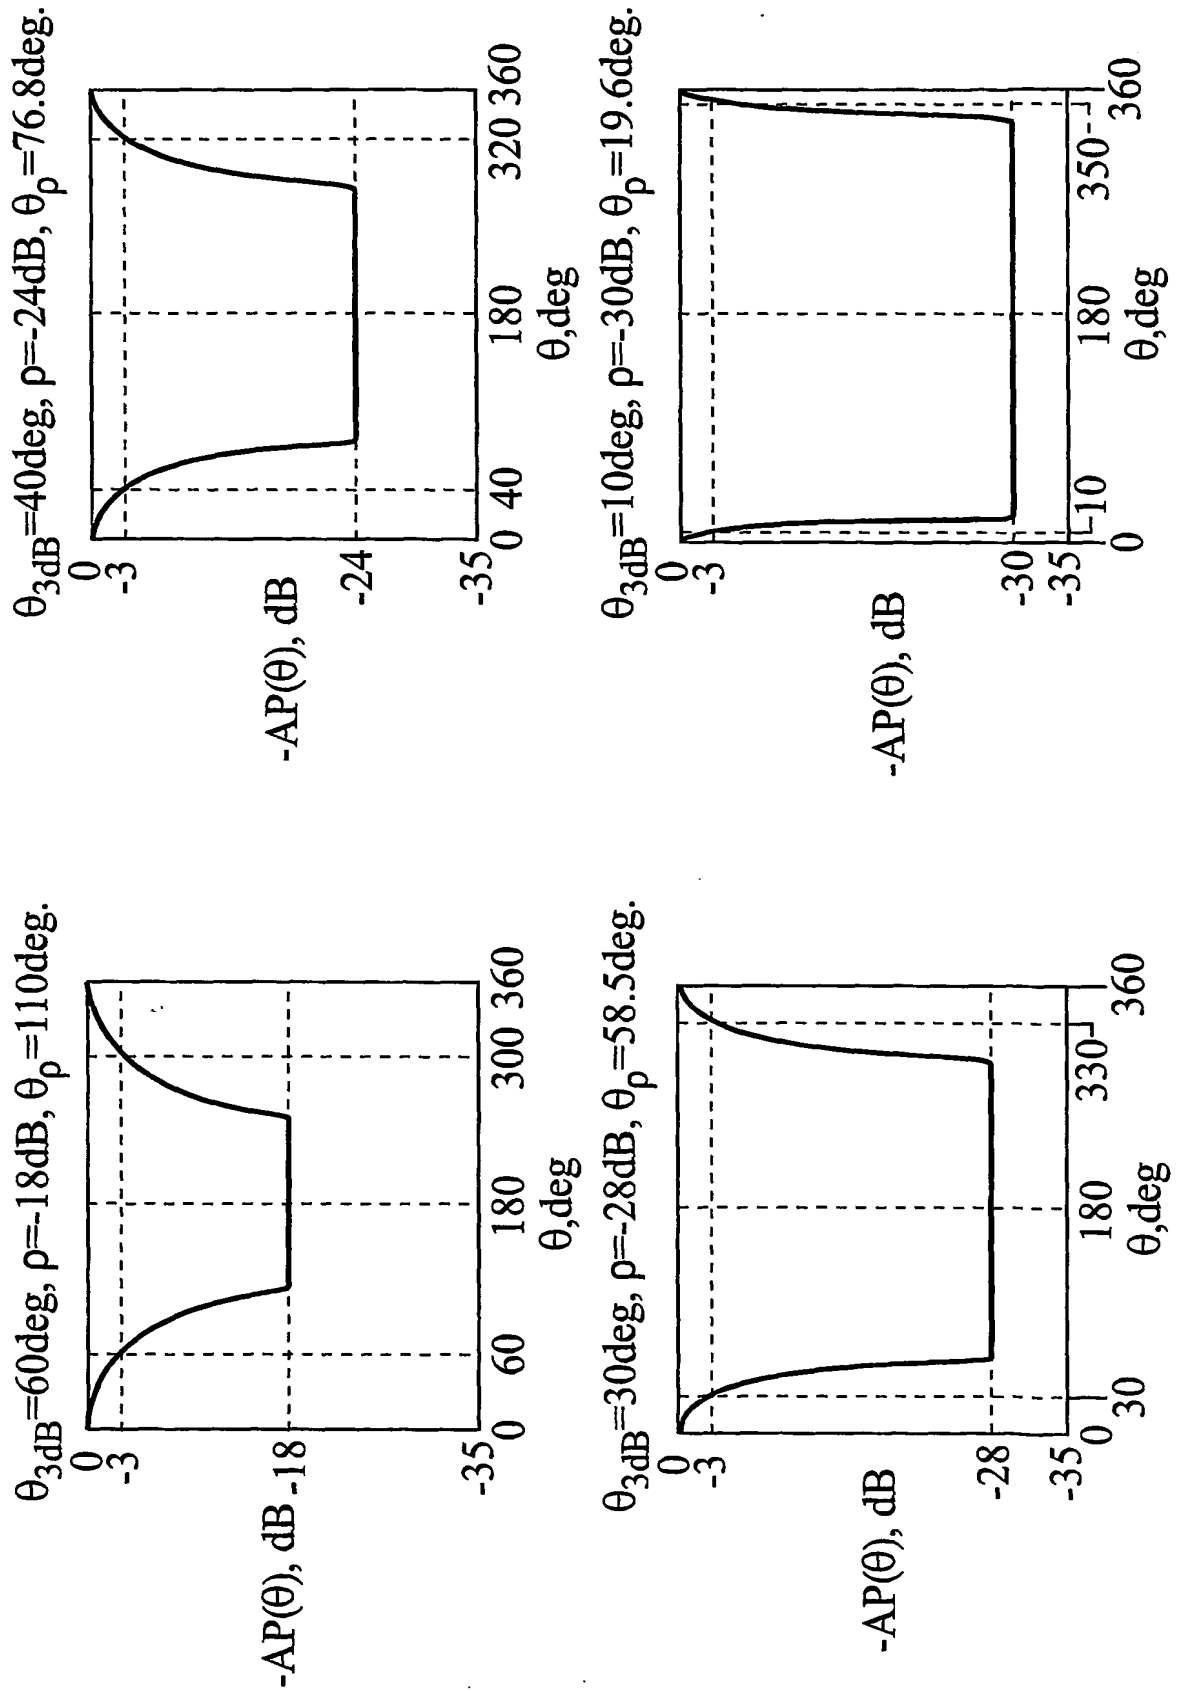 θ3dB=60deg, ρ=-18dB, θρ=110deg.
0
-3
-18
-35
-AP(θ), dB
0 60 180 300 360
θ,deg
θ3dB=40deg, ρ=-24dB, θρ=76.8deg.
0
-3
-24
-35
-AP(θ), dB
0 40 180 320 360
θ,deg
θ3dB=30deg, ρ=-28dB, θρ=58.5deg.
0
-3
-28
-35
-AP(θ), dB
0 30 180 330 360
θ,deg
θ3dB=10deg, ρ=-30dB, θρ=19.6deg.
0
-3
-30
-35
-AP(θ), dB
0 10 180 350 360
θ,deg